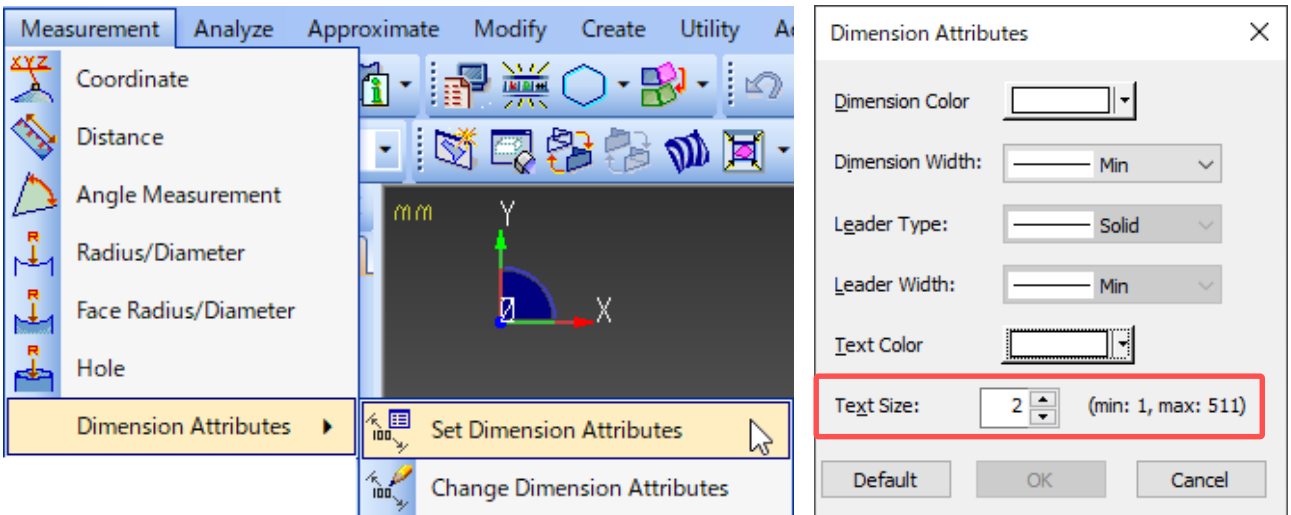 Measurement Analyze Approximate Modify Create Utility A
XYZ Coordinate
Distance
Angle Measurement
R Radius/Diameter
R Face Radius/Diameter
R Hole
Dimension Attributes
100 Set Dimension Attributes
100 Change Dimension Attributes
mm
Y
X
Dimension Attributes
Dimension Color
Dimension Width: Min
Leader Type: Solid
Leader Width: Min
Text Color
Text Size: 2 (min: 1, max: 511)
Default OK Cancel